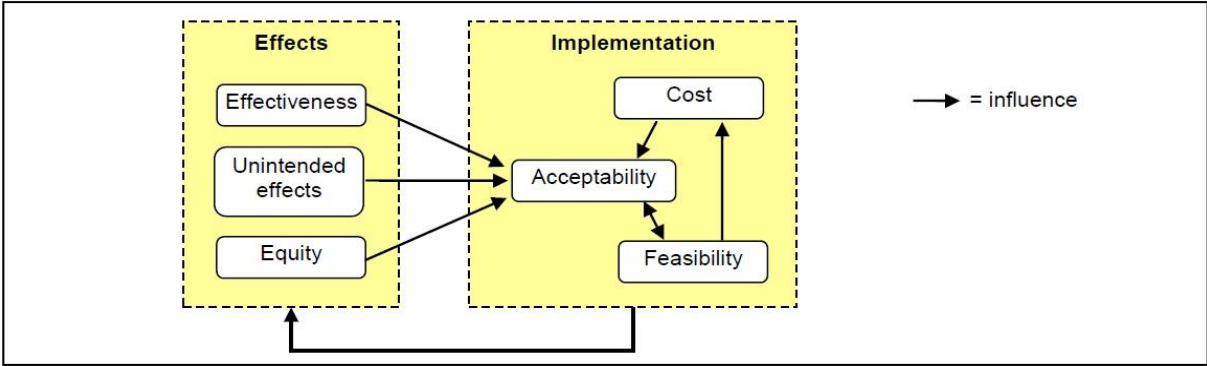 Effects
Effectiveness
Unintended
effects
Equity
Implementation
Cost
Acceptability
Feasibility
= influence